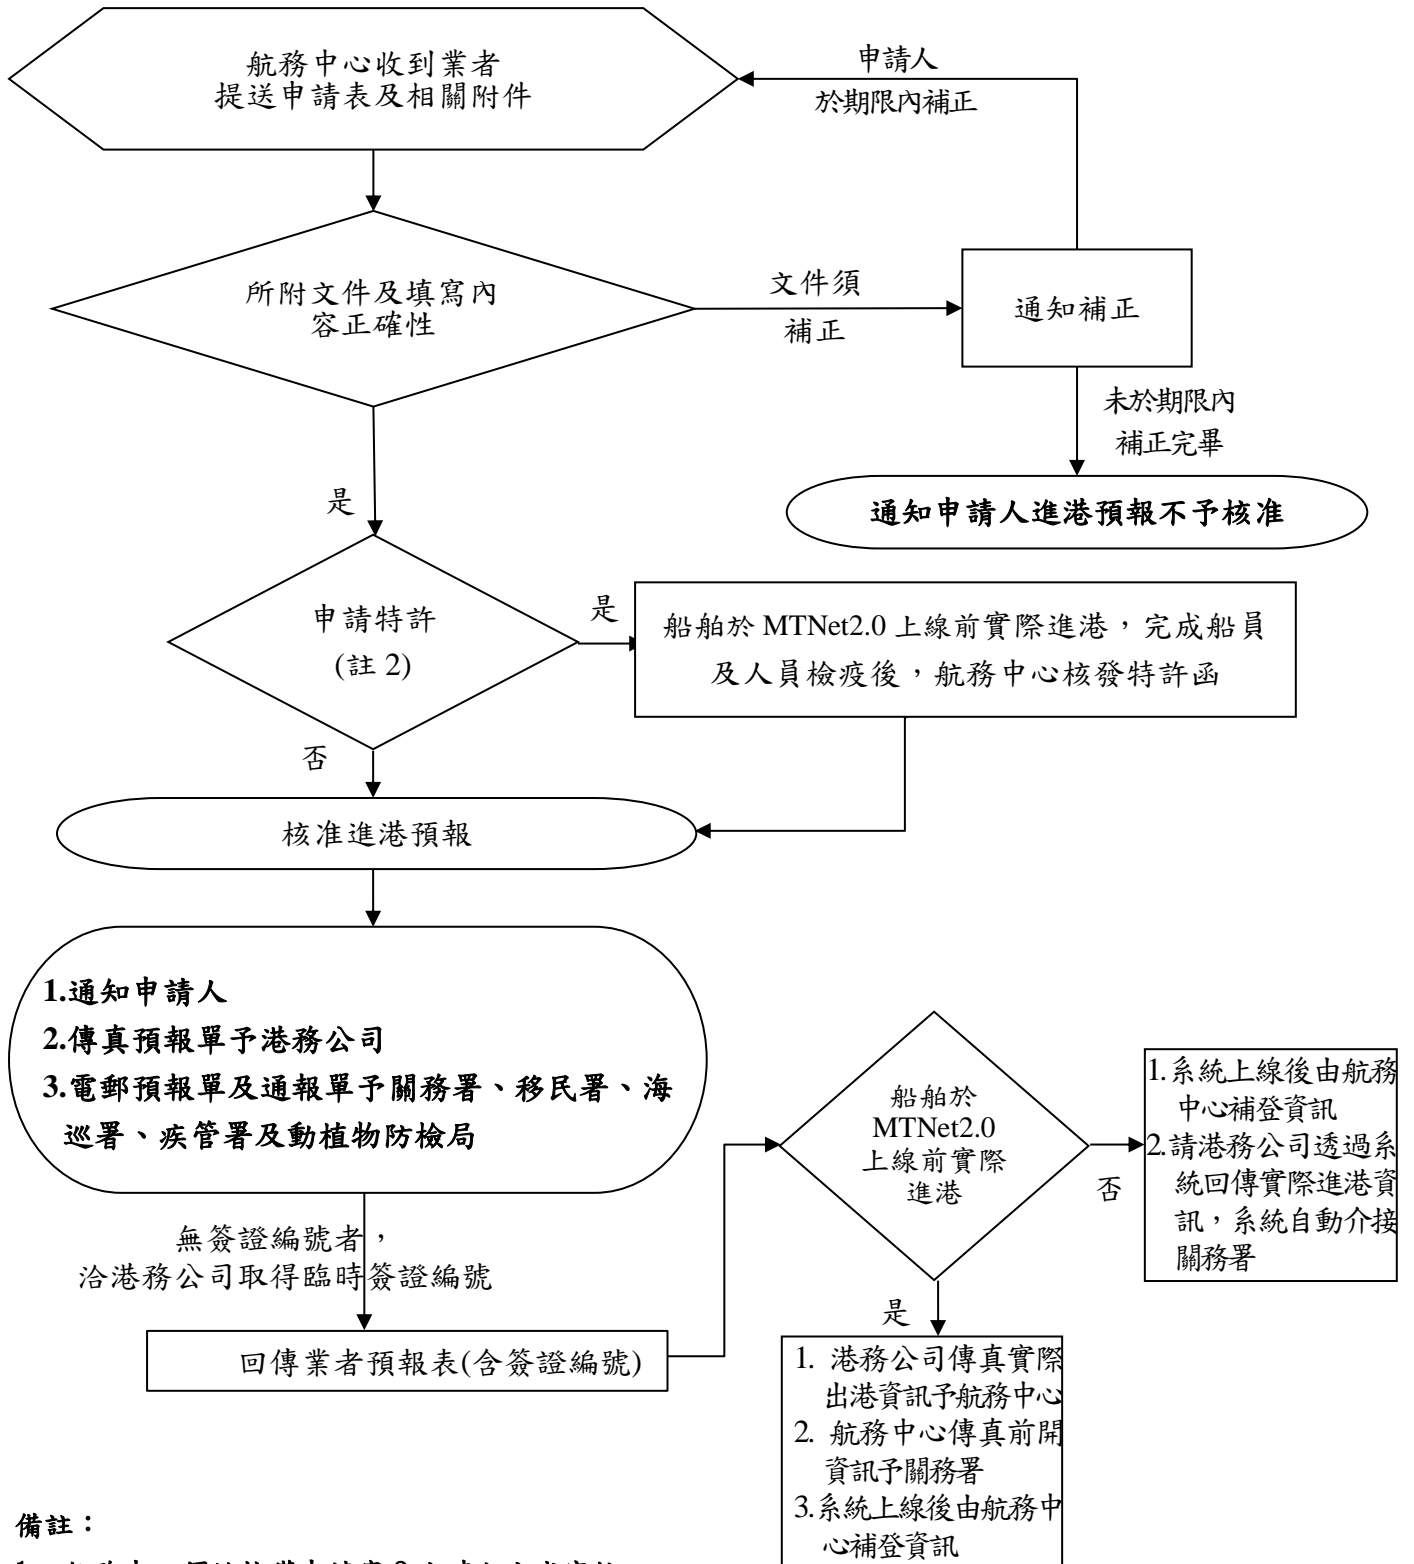 航務中心收到業者
提送申請表及相關附件
申請人
於期限內補正
所附文件及填寫內
容正確性
文件須
補正
通知補正
未於期限內
補正完畢
通知申請人進港預報不予核准
是
申請特許
(註 2)
是
船舶於 MTNet2.0 上線前實際進港，完成船員
及人員檢疫後，航務中心核發特許函
否
核准進港預報
1.通知申請人
2.傳真預報單予港務公司
3.電郵預報單及通報單予關務署、移民署、海
巡署、疾管署及動植物防檢局
無簽證編號者，
洽港務公司取得臨時簽證編號
回傳業者預報表(含簽證編號)
船舶於
MTNet2.0
上線前實際
進港
否
1.系統上線後由航務
中心補登資訊
2.請港務公司透過系
統回傳實際進港資
訊，系統自動介接
關務署
是
1. 港務公司傳真實際
出港資訊予航務中心
2. 航務中心傳真前開
資訊予關務署
3.系統上線後由航務中
心補登資訊
備註：